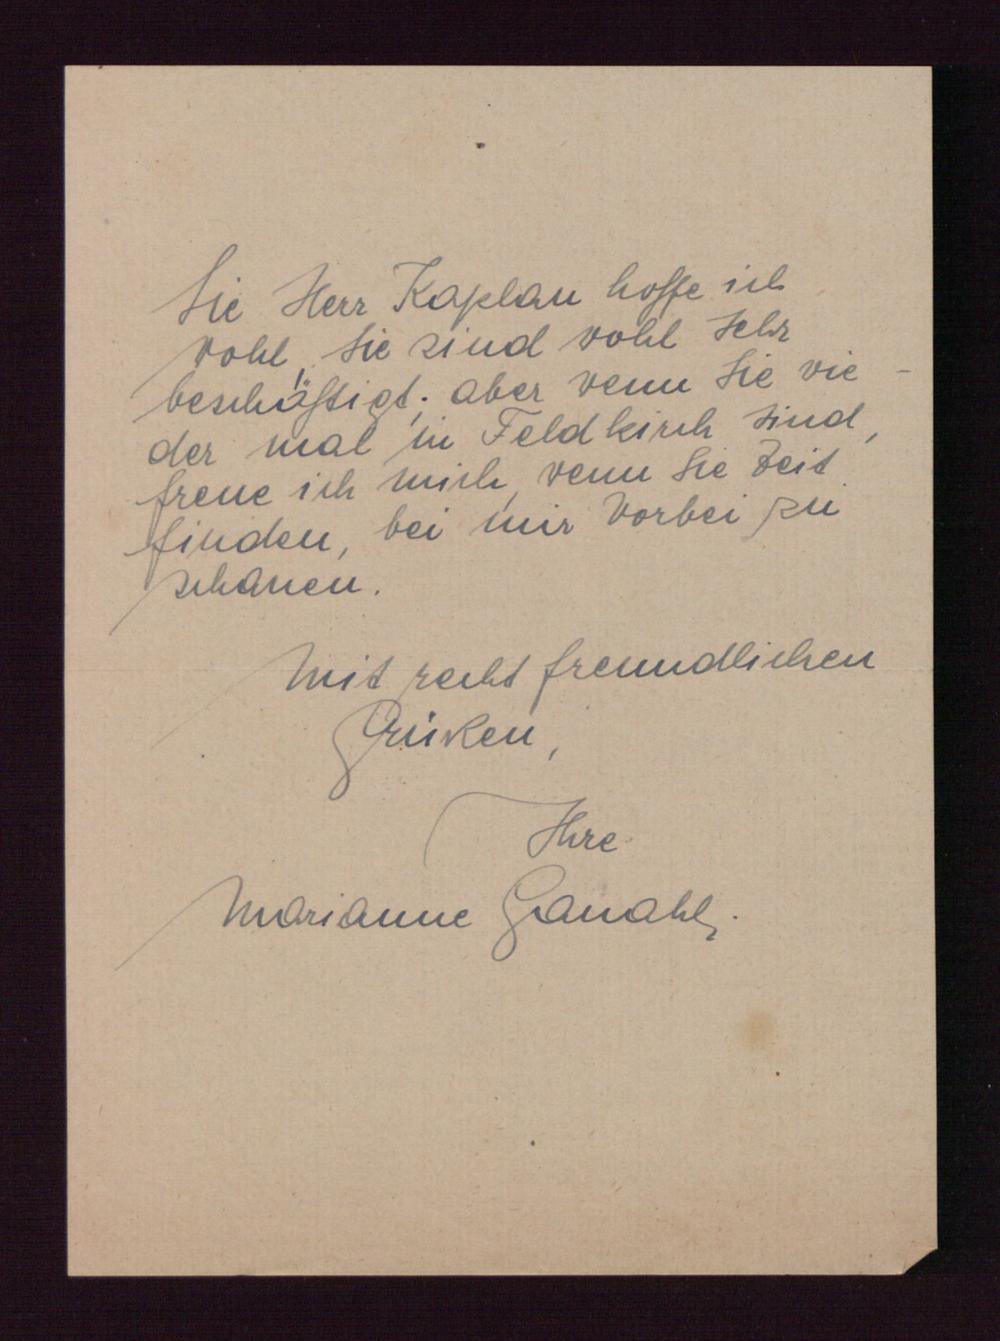 Sie Herr Kaplan hoffe ich
wohl, Sie sind wohl sehr
beschäftigt; aber wenn Sie wie-
der mal in Feldkirch sind,
freue ich mich, wenn Sie Zeit
finden, bei mir vorbei zu
schauen.
Mit recht freundlichen
Grüßen,
Ihre
Marianne Ganahl.